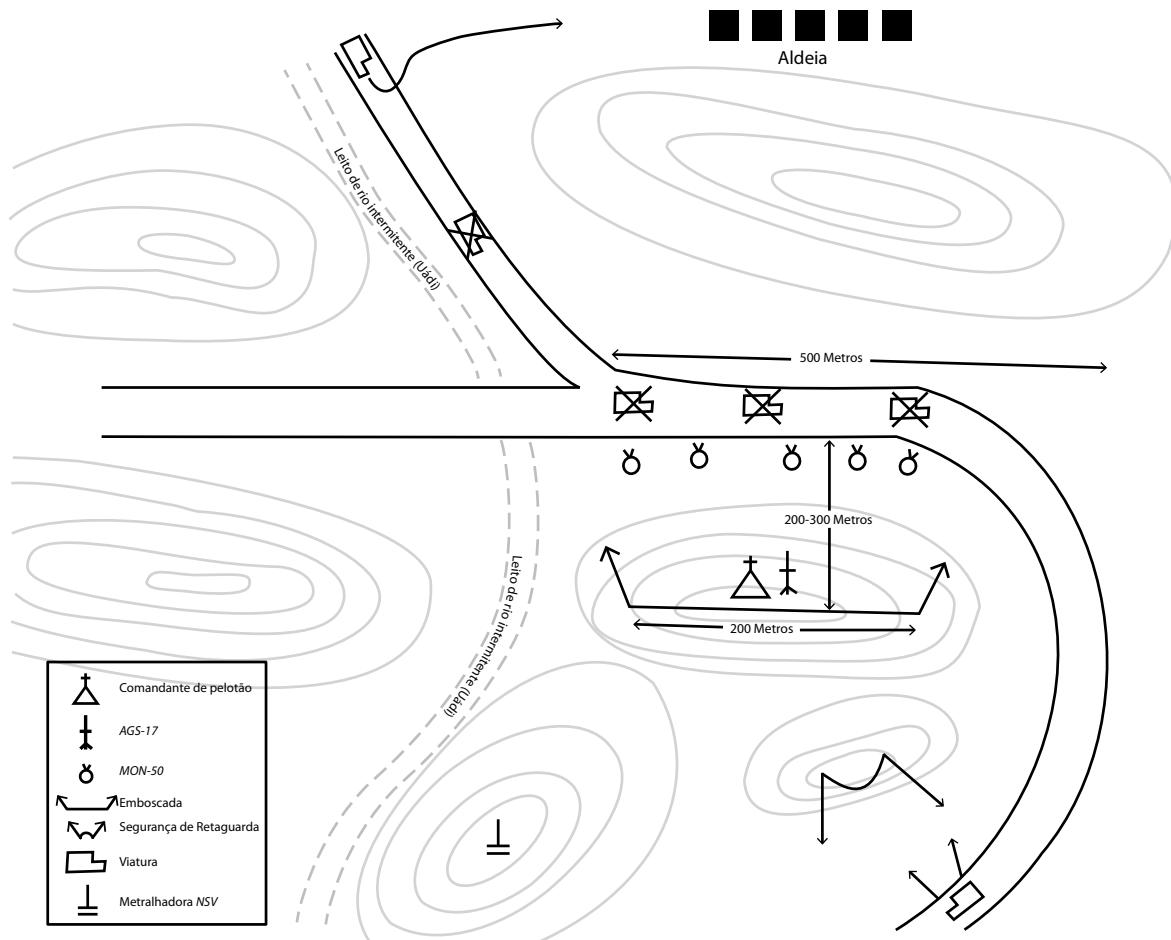 Aldeia
Leito de rio intermitente (Uádi)
500 Metros
200-300 Metros
200 Metros
Leito de rio intermitente (Uádi)
Comandante de pelotão
AGS-17
MON-50
Emboscada
Segurança de Retaguarda
Viatura
Metralhadora NSV